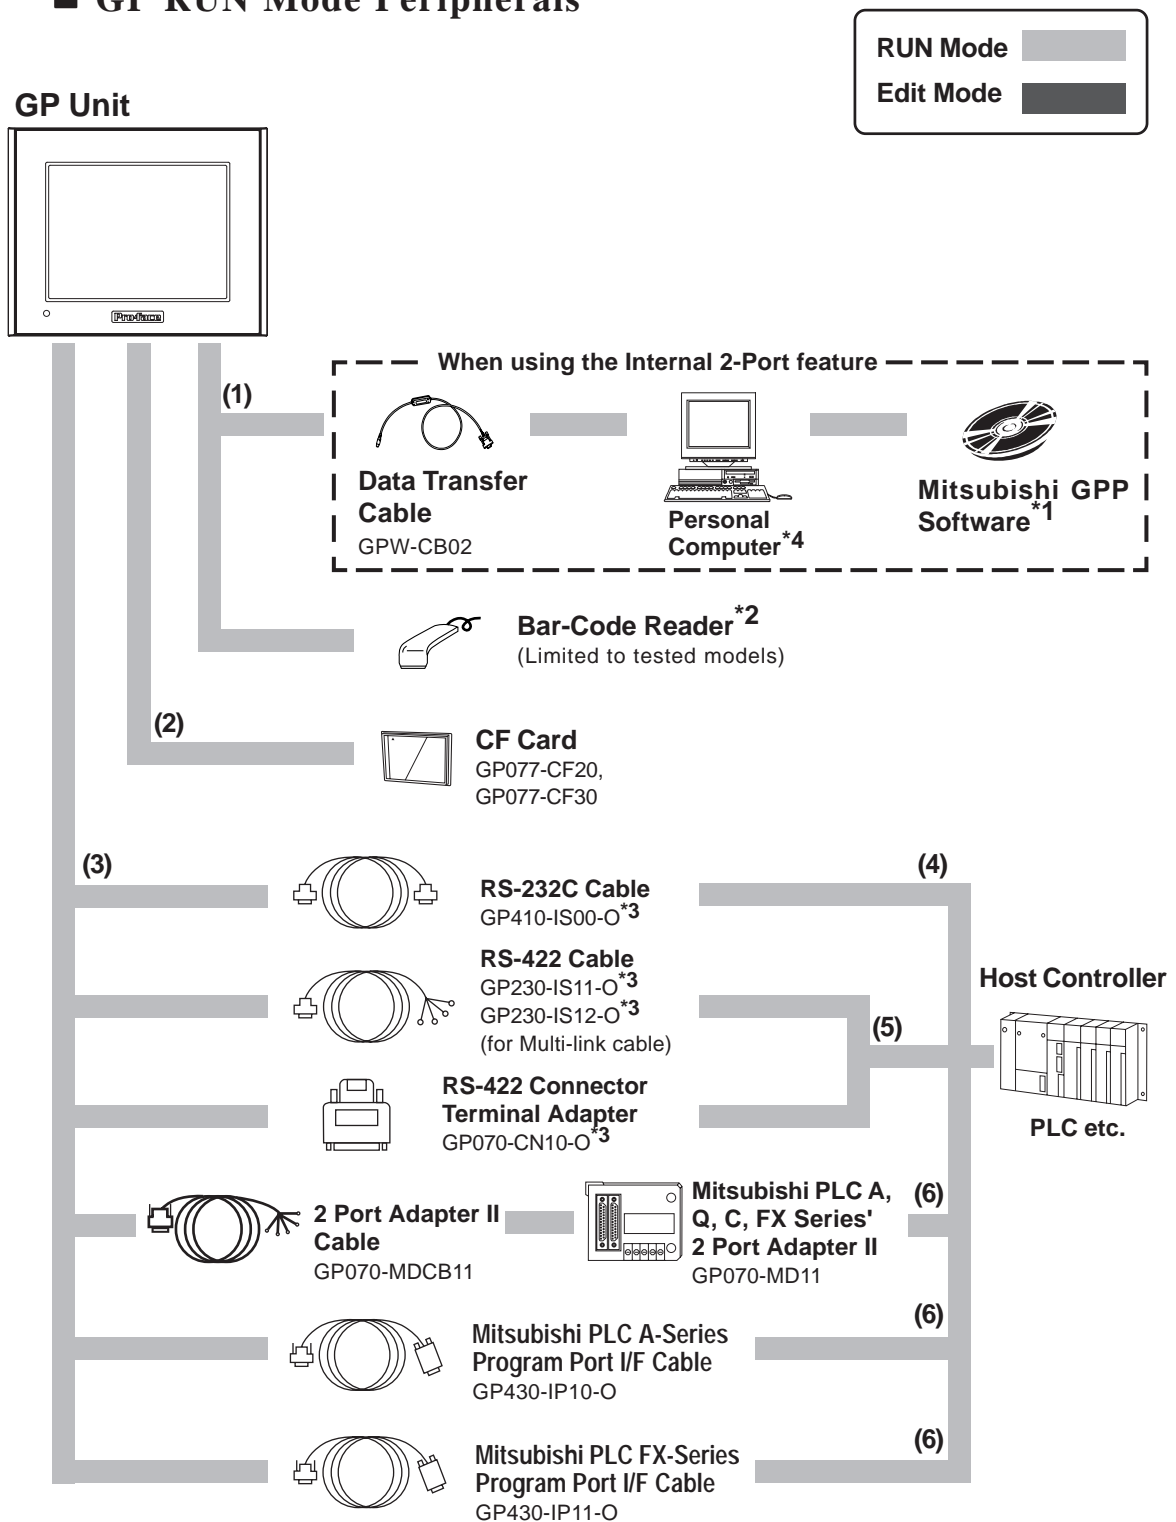 ■ GP RUN Mode Peripherals
RUN Mode
Edit Mode
GP Unit
Pro-face
(1)
When using the Internal 2-Port feature
Data Transfer
Cable
GPW-CB02
Personal
Computer*4
Mitsubishi GPP
Software*1
Bar-Code Reader*2
(Limited to tested models)
(2)
CF Card
GP077-CF20,
GP077-CF30
(3)
RS-232C Cable
GP410-IS00-O*3
(4)
RS-422 Cable
GP230-IS11-O*3
GP230-IS12-O*3
(for Multi-link cable)
(5)
Host Controller
PLC etc.
RS-422 Connector
Terminal Adapter
GP070-CN10-O*3
2 Port Adapter II
Cable
GP070-MDCB11
Mitsubishi PLC A,
Q, C, FX Series'
2 Port Adapter II
GP070-MD11
(6)
Mitsubishi PLC A-Series
Program Port I/F Cable
GP430-IP10-O
(6)
Mitsubishi PLC FX-Series
Program Port I/F Cable
GP430-IP11-O
(6)